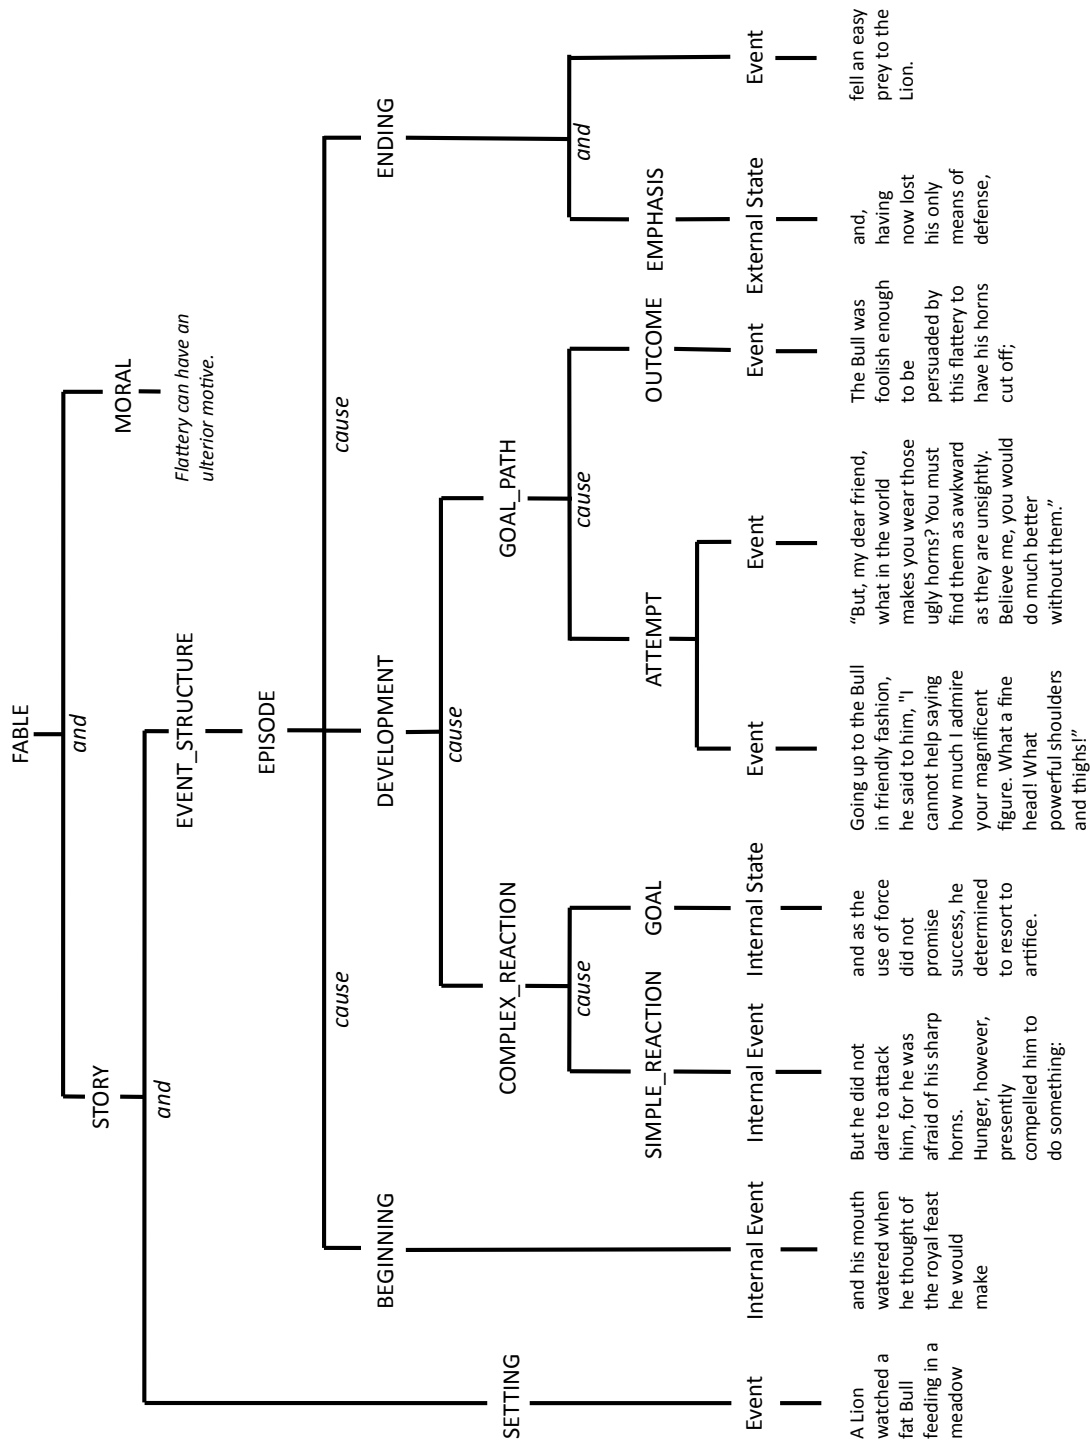 FABLE
and
STORY
MORAL
and
Flattery can have an
ulterior motive.
EVENT_STRUCTURE
EPISODE
cause
cause
SETTING
BEGINNING
DEVELOPMENT
ENDING
cause
and
COMPLEX_REACTION
GOAL_PATH
cause
cause
SIMPLE_REACTION
GOAL
ATTEMPT
OUTCOME
EMPHASIS
Event
Internal Event
Internal Event
Internal State
Event
Event
Event
External State
Event
A Lion
watched a
fat Bull
feeding in a
meadow
and his mouth
watered when
he thought of
the royal feast
he would
make
But he did not
dare to attack
him, for he was
afraid of his sharp
horns.
Hunger, however,
presently
compelled him to
do something:
and as the
use of force
did not
promise
success, he
determined
to resort to
artifice.
Going up to the Bull
in friendly fashion,
he said to him, "I
cannot help saying
how much I admire
your magnificent
figure. What a fine
head! What
powerful shoulders
and thighs!”
“But, my dear friend,
what in the world
makes you wear those
ugly horns? You must
find them as awkward
as they are unsightly.
Believe me, you would
do much better
without them.”
The Bull was
foolish enough
to be
persuaded by
this flattery to
have his horns
cut off;
and,
having
now lost
his only
means of
defense,
fell an easy
prey to the
Lion.